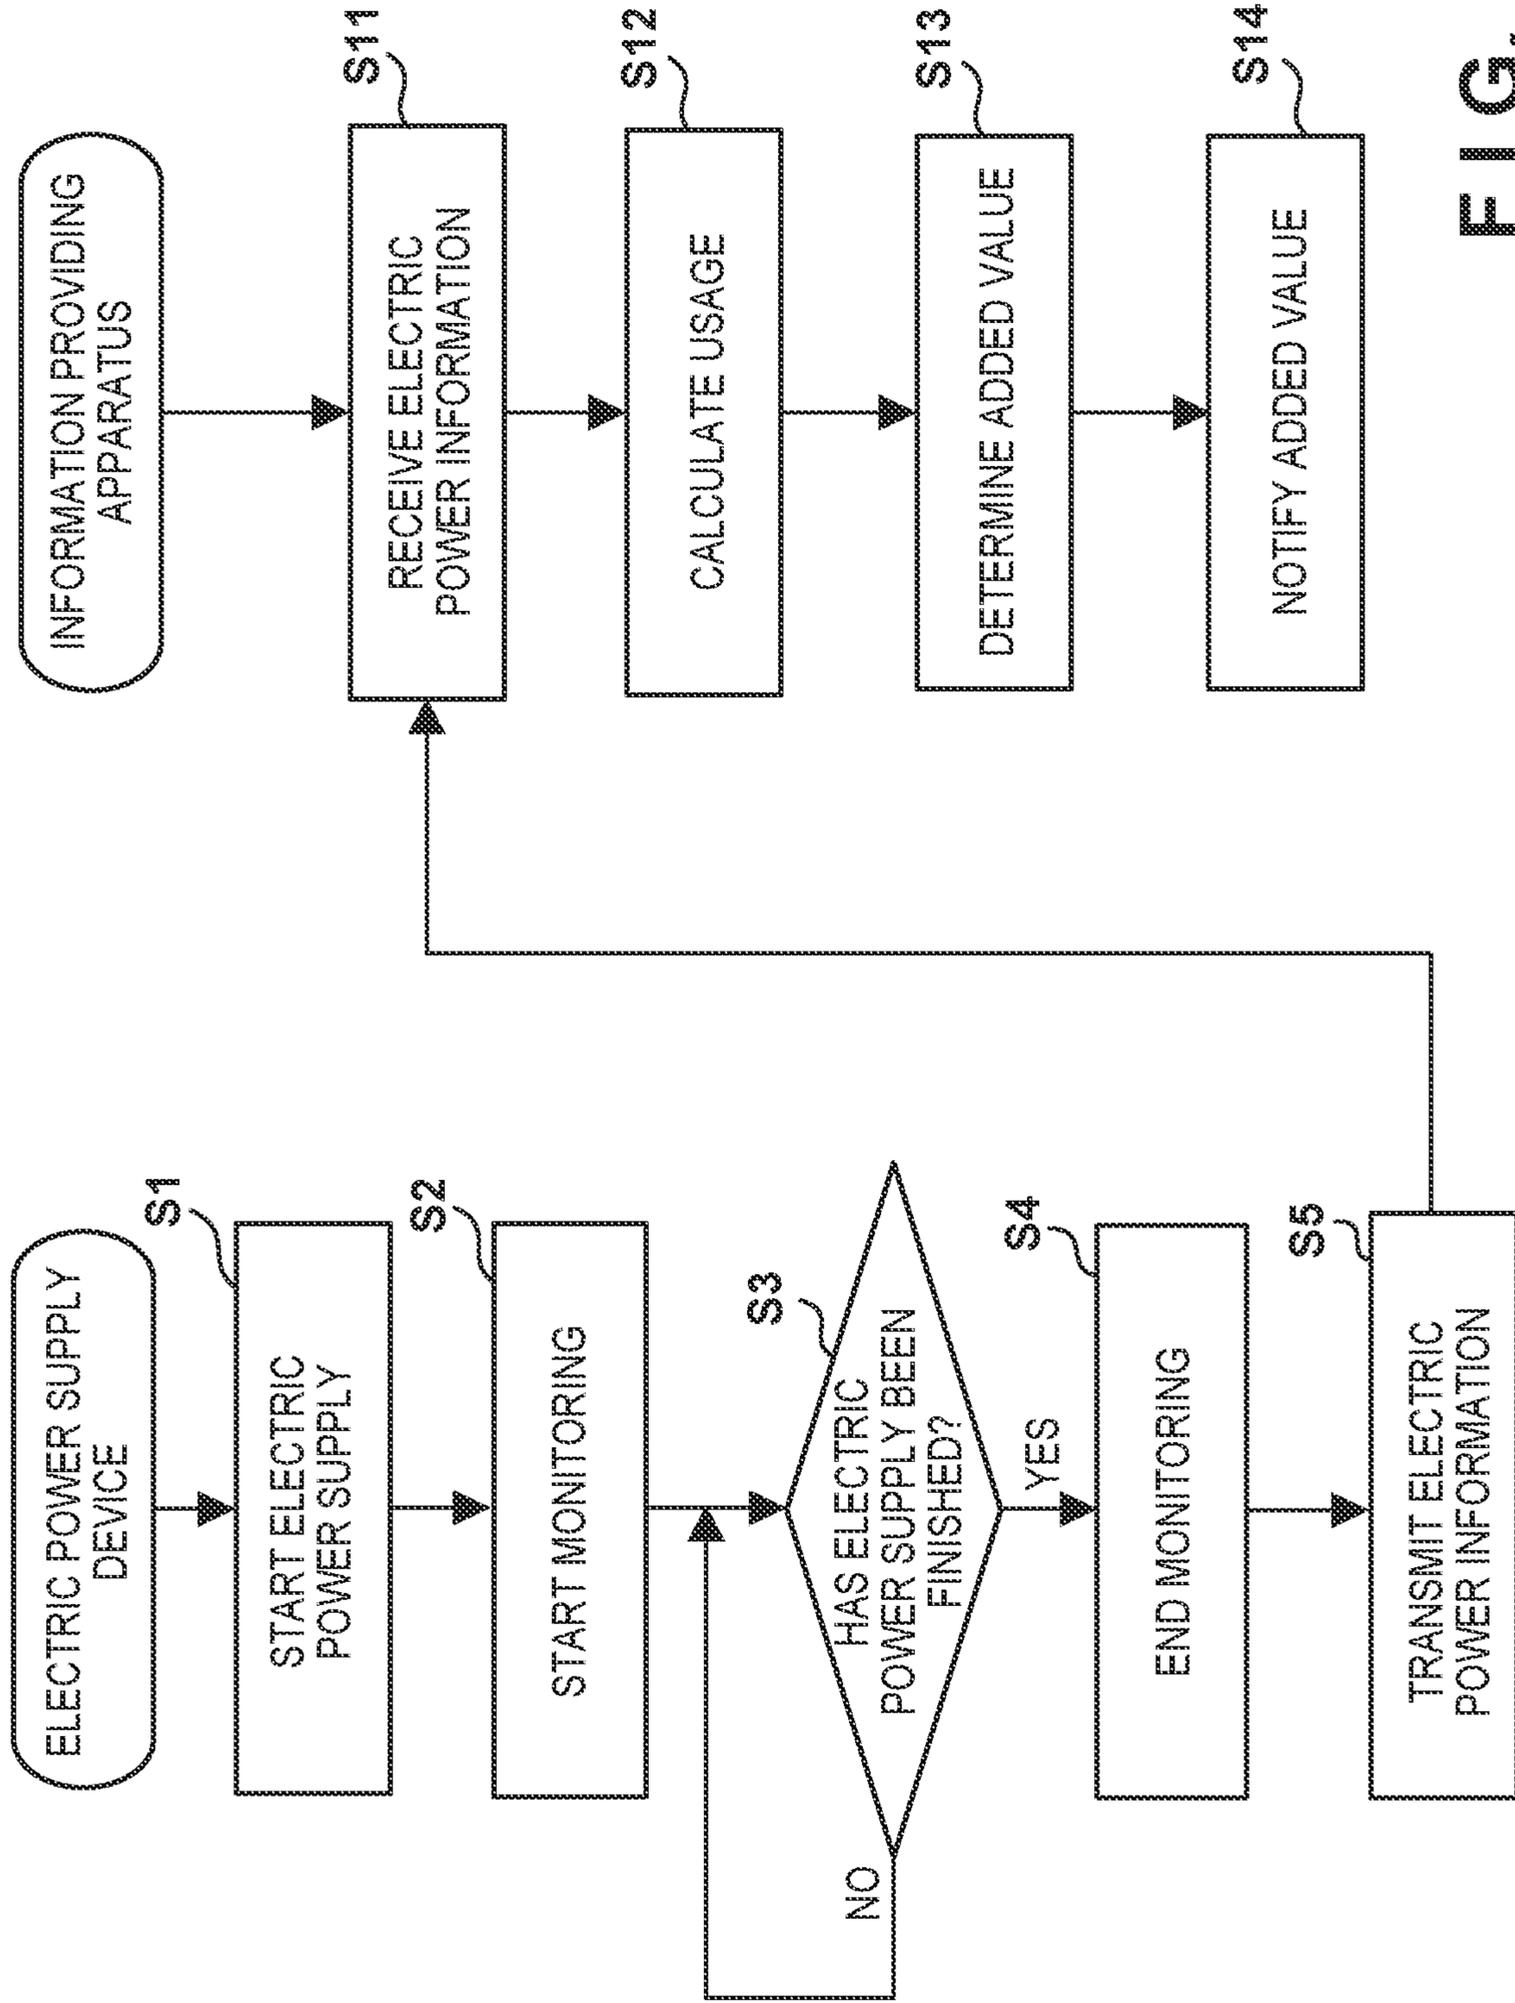 ELECTRIC POWER SUPPLY
DEVICE
S1
START ELECTRIC
POWER SUPPLY
S2
START MONITORING
S3
HAS ELECTRIC
POWER SUPPLY BEEN
FINISHED?
NO
YES
S4
END MONITORING
S5
TRANSMIT ELECTRIC
POWER INFORMATION
INFORMATION PROVIDING
APPARATUS
S11
RECEIVE ELECTRIC
POWER INFORMATION
S12
CALCULATE USAGE
S13
DETERMINE ADDED VALUE
S14
NOTIFY ADDED VALUE
FIG.